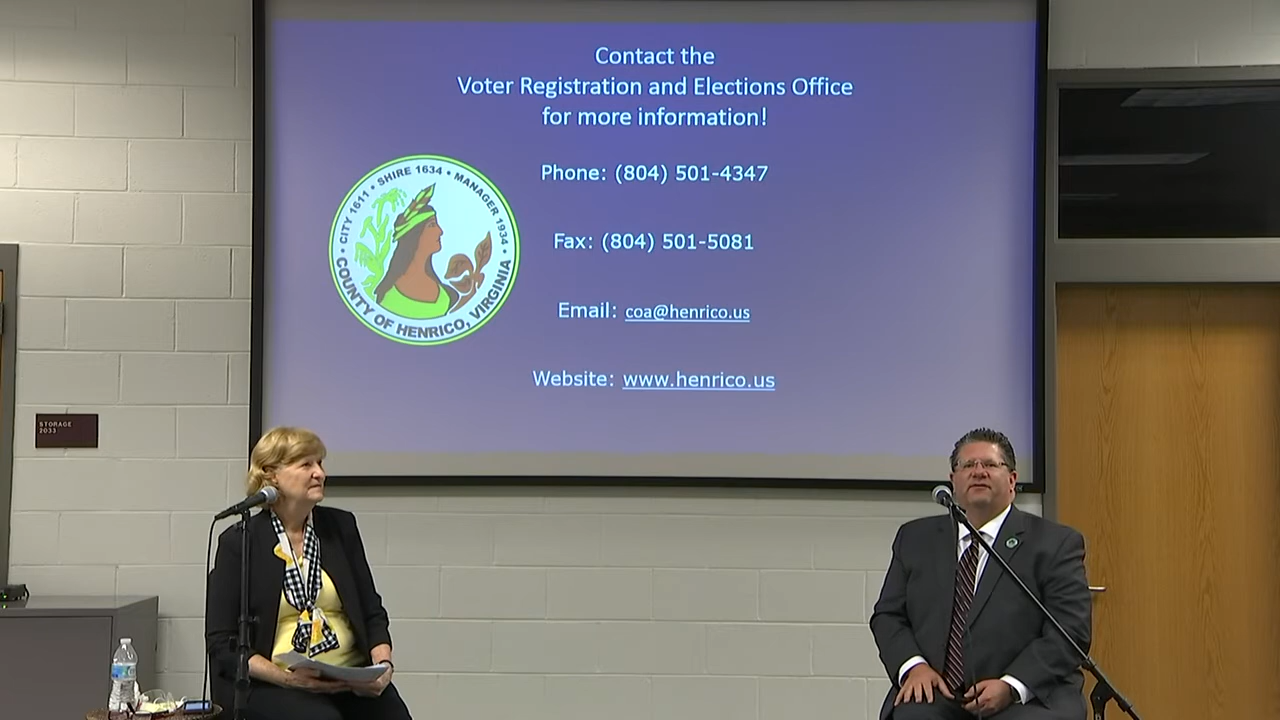 Contact the
Voter Registration and Elections Office
for more information!
Phone: (804) 501-4347
Fax: (804) 501-5081
Email: coa@henrico.us
Website: www.henrico.us
• CITY 1611 • SHIRE 1634 • MANAGER 1934 •
COUNTY OF HENRICO, VIRGINIA
STORAGE
2033